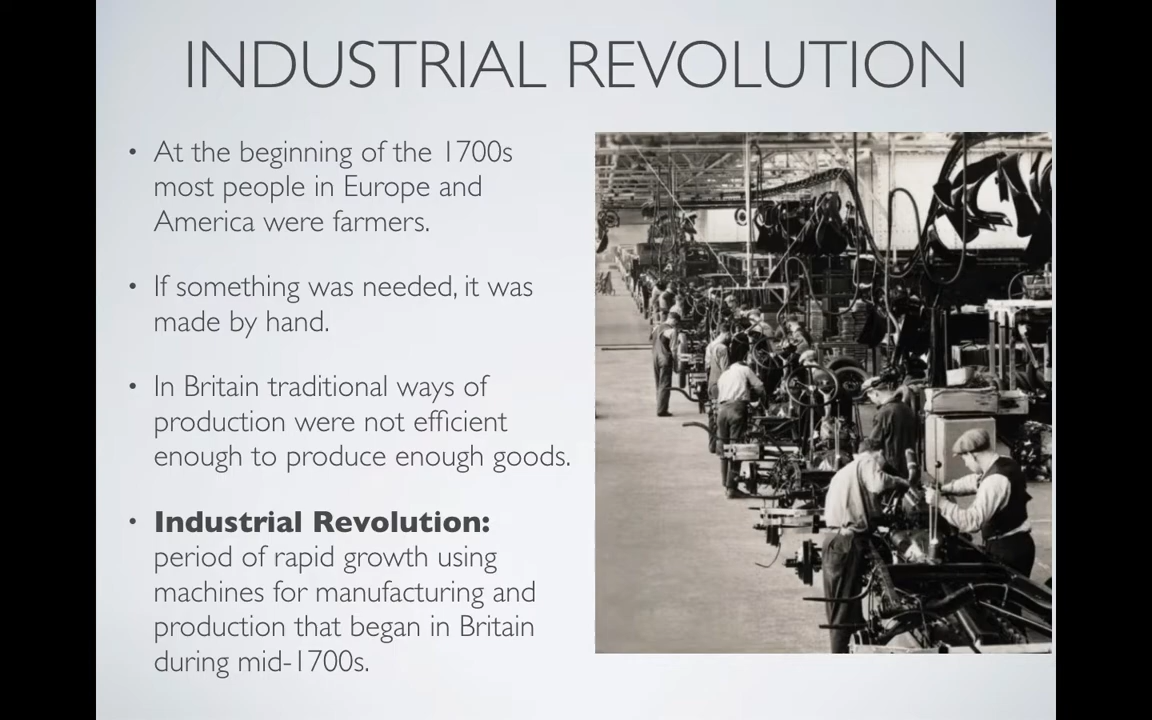 INDUSTRIAL REVOLUTION
• At the beginning of the 1700s
most people in Europe and
America were farmers.
• If something was needed, it was
made by hand.
• In Britain traditional ways of
production were not efficient
enough to produce enough goods.
• Industrial Revolution:
period of rapid growth using
machines for manufacturing and
production that began in Britain
during mid-1700s.